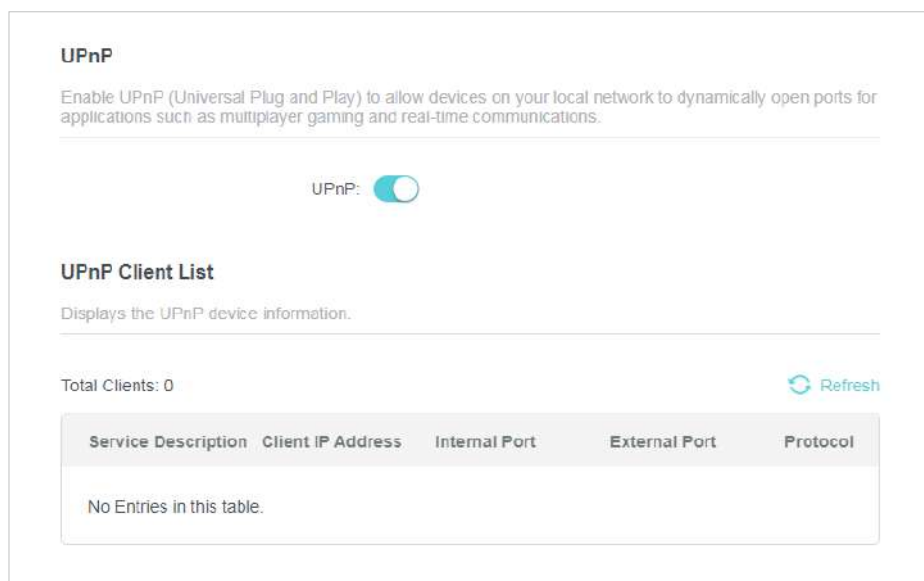 UPnP
Enable UPnP (Universal Plug and Play) to allow devices on your local network to dynamically open ports for
applications such as multiplayer gaming and real-time communications.
UPnP:
UPnP Client List
Displays the UPnP device information.
Total Clients: 0
Refresh
Service Description Client IP Address Internal Port External Port Protocol
No Entries in this table.